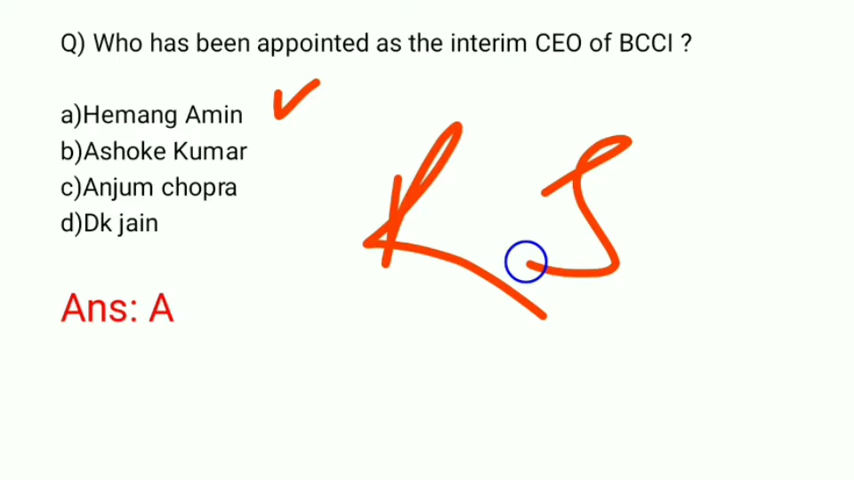 Q) Who has been appointed as the interim CEO of BCCI ?
a)Hemang Amin
b)Ashoke Kumar
c)Anjum chopra
d)Dk jain
R.S
Ans: A